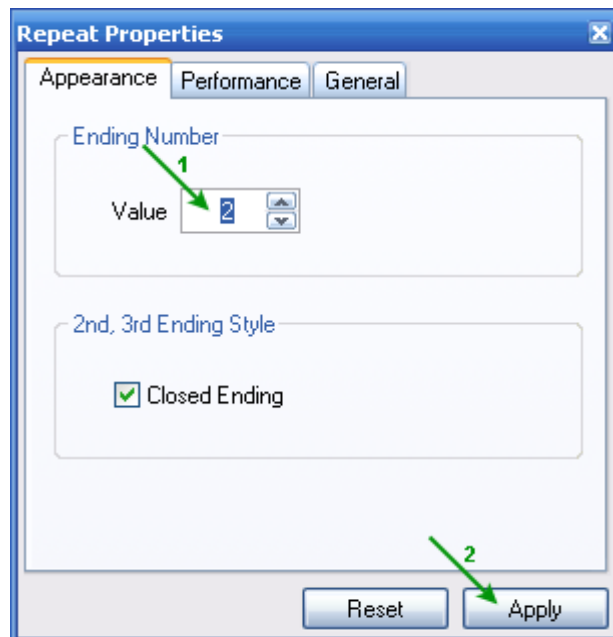 Repeat Properties
Appearance Performance General
Ending Number
1
Value 2
2nd, 3rd Ending Style
Closed Ending
2
Reset Apply